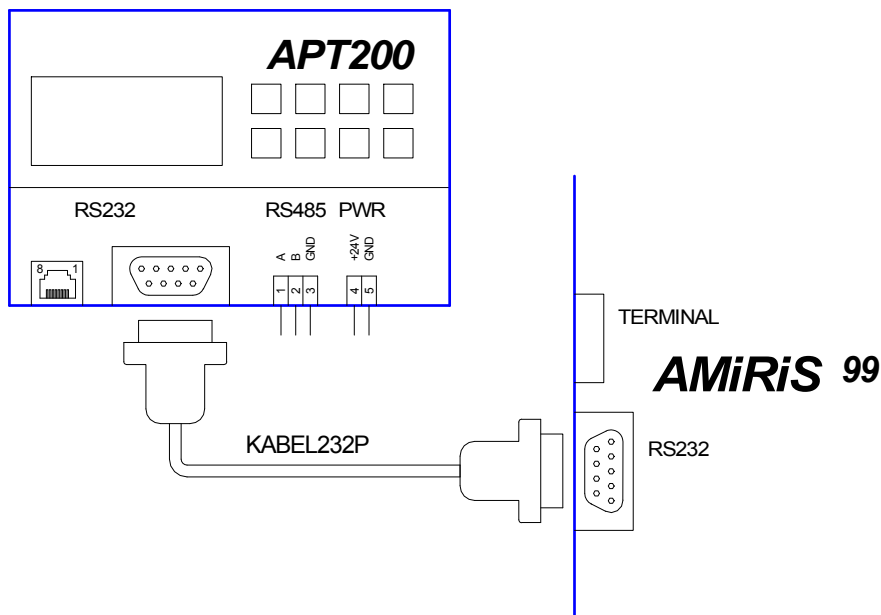 APT200
RS232
RS485 PWR
A B GND +24V GND
8 1
1 2 3 4 5
TERMINAL
AMiRiS 99
KABEL232P
RS232